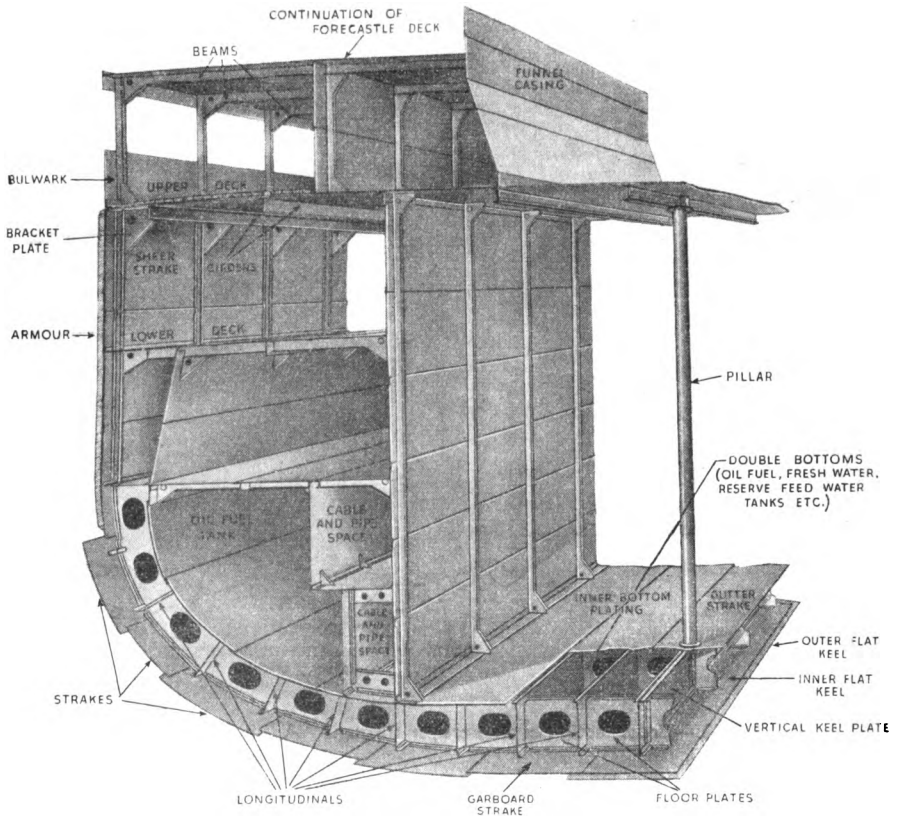 CONTINUATION OF
FORECASTLE DECK
BEAMS
FUNNEL
CASING
BULWARK
UPPER DECK
BRACKET
PLATE
SHEER
STRAKE
GIRDERS
ARMOUR
LOWER DECK
PILLAR
DOUBLE BOTTOMS
(OIL FUEL, FRESH WATER,
RESERVE FEED WATER
TANKS ETC.)
OIL FUEL
TANK
CABLE
AND PIPE
SPACE
INNER BOTTOM
PLATING
GUTTER
STRAKE
CABLE
AND
PIPE
SPACE
OUTER FLAT
KEEL
INNER FLAT
KEEL
STRAKES
VERTICAL KEEL PLATE
LONGITUDINALS
GARBOARD
STRAKE
FLOOR PLATES